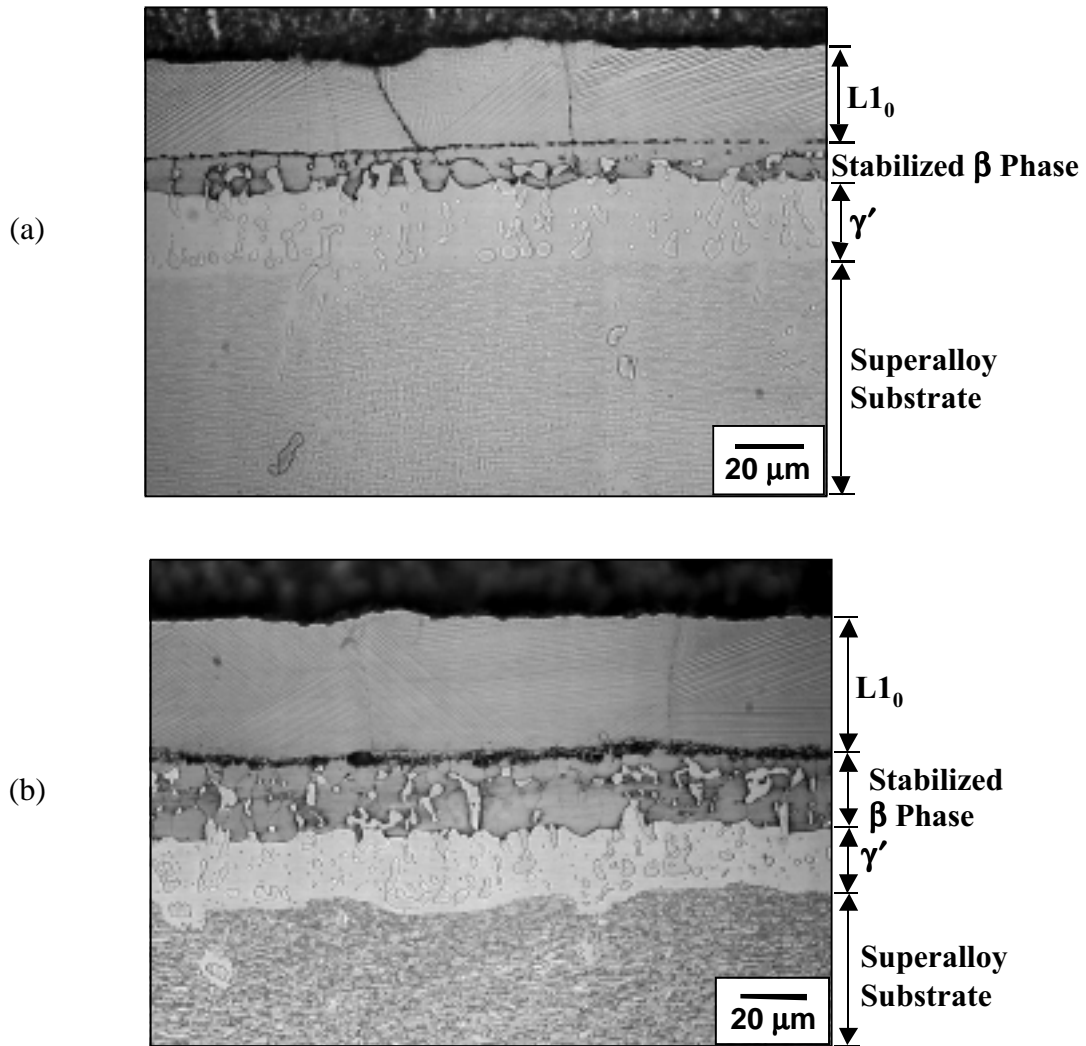 L1₀
Stabilized β Phase
(a)
γ′
Superalloy
Substrate
20 μm
L1₀
(b)
Stabilized
β Phase
γ′
Superalloy
Substrate
20 μm